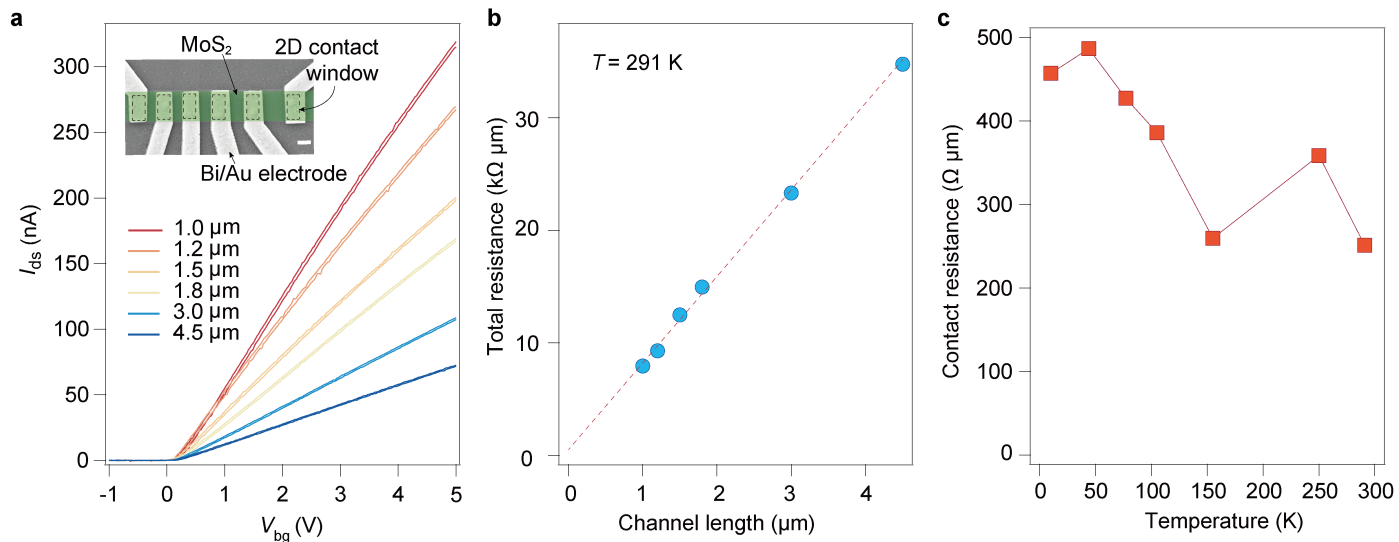 a
I_ds (nA)
300
250
200
150
100
50
0
-1
0
1
2
3
4
5
V_bg (V)
MoS₂
2D contact
window
Bi/Au electrode
1.0 µm
1.2 µm
1.5 µm
1.8 µm
3.0 µm
4.5 µm
b
T = 291 K
Total resistance (kΩ µm)
30
20
10
0
0
1
2
3
4
Channel length (µm)
c
Contact resistance (Ω µm)
500
400
300
200
100
0
0
50
100
150
200
250
300
Temperature (K)